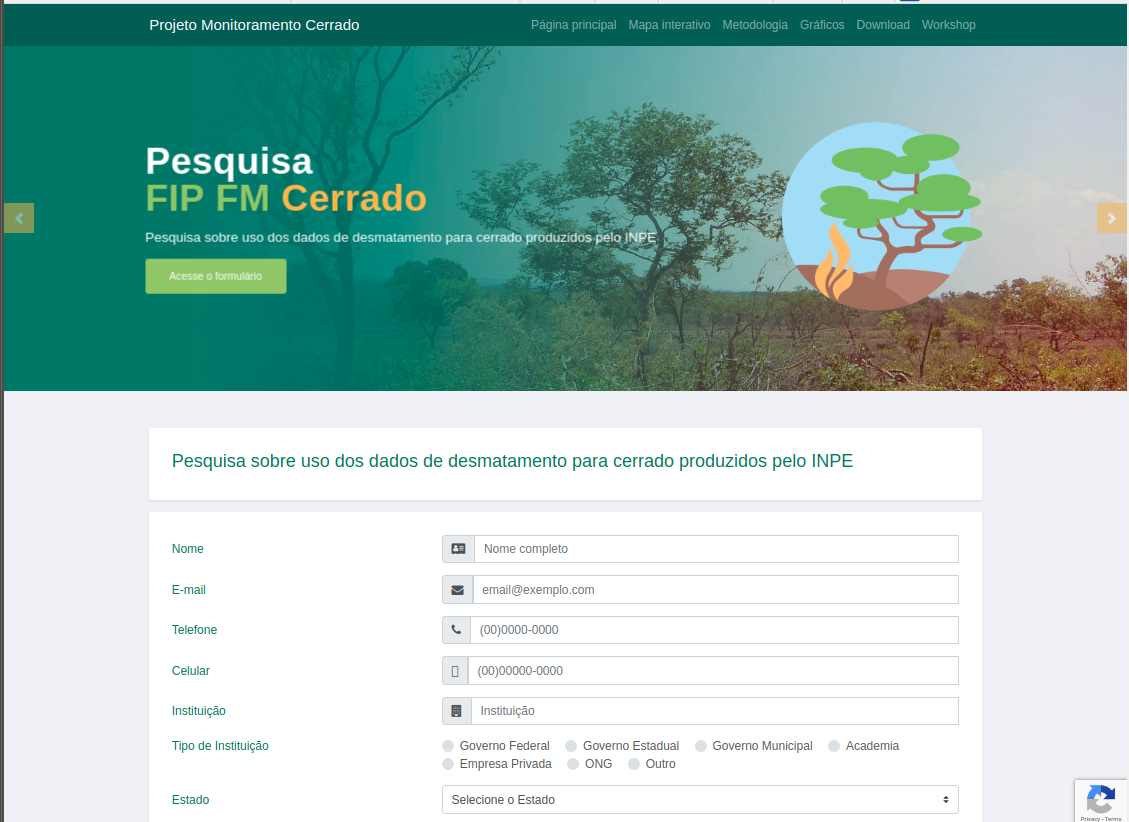 Projeto Monitoramento Cerrado
Página principal Mapa interativo Metodologia Gráficos Download Workshop
Pesquisa
FIP FM Cerrado
Pesquisa sobre uso dos dados de desmatamento para cerrado produzidos pelo INPE.
Acesse o formulário
Pesquisa sobre uso dos dados de desmatamento para cerrado produzidos pelo INPE
Nome
Nome completo
E-mail
email@exemplo.com
Telefone
(00)0000-0000
Celular
(00)00000-0000
Instituição
Instituição
Tipo de Instituição
Governo Federal Governo Estadual Governo Municipal Academia
Empresa Privada ONG Outro
Estado
Selecione o Estado
Privacy - Terms